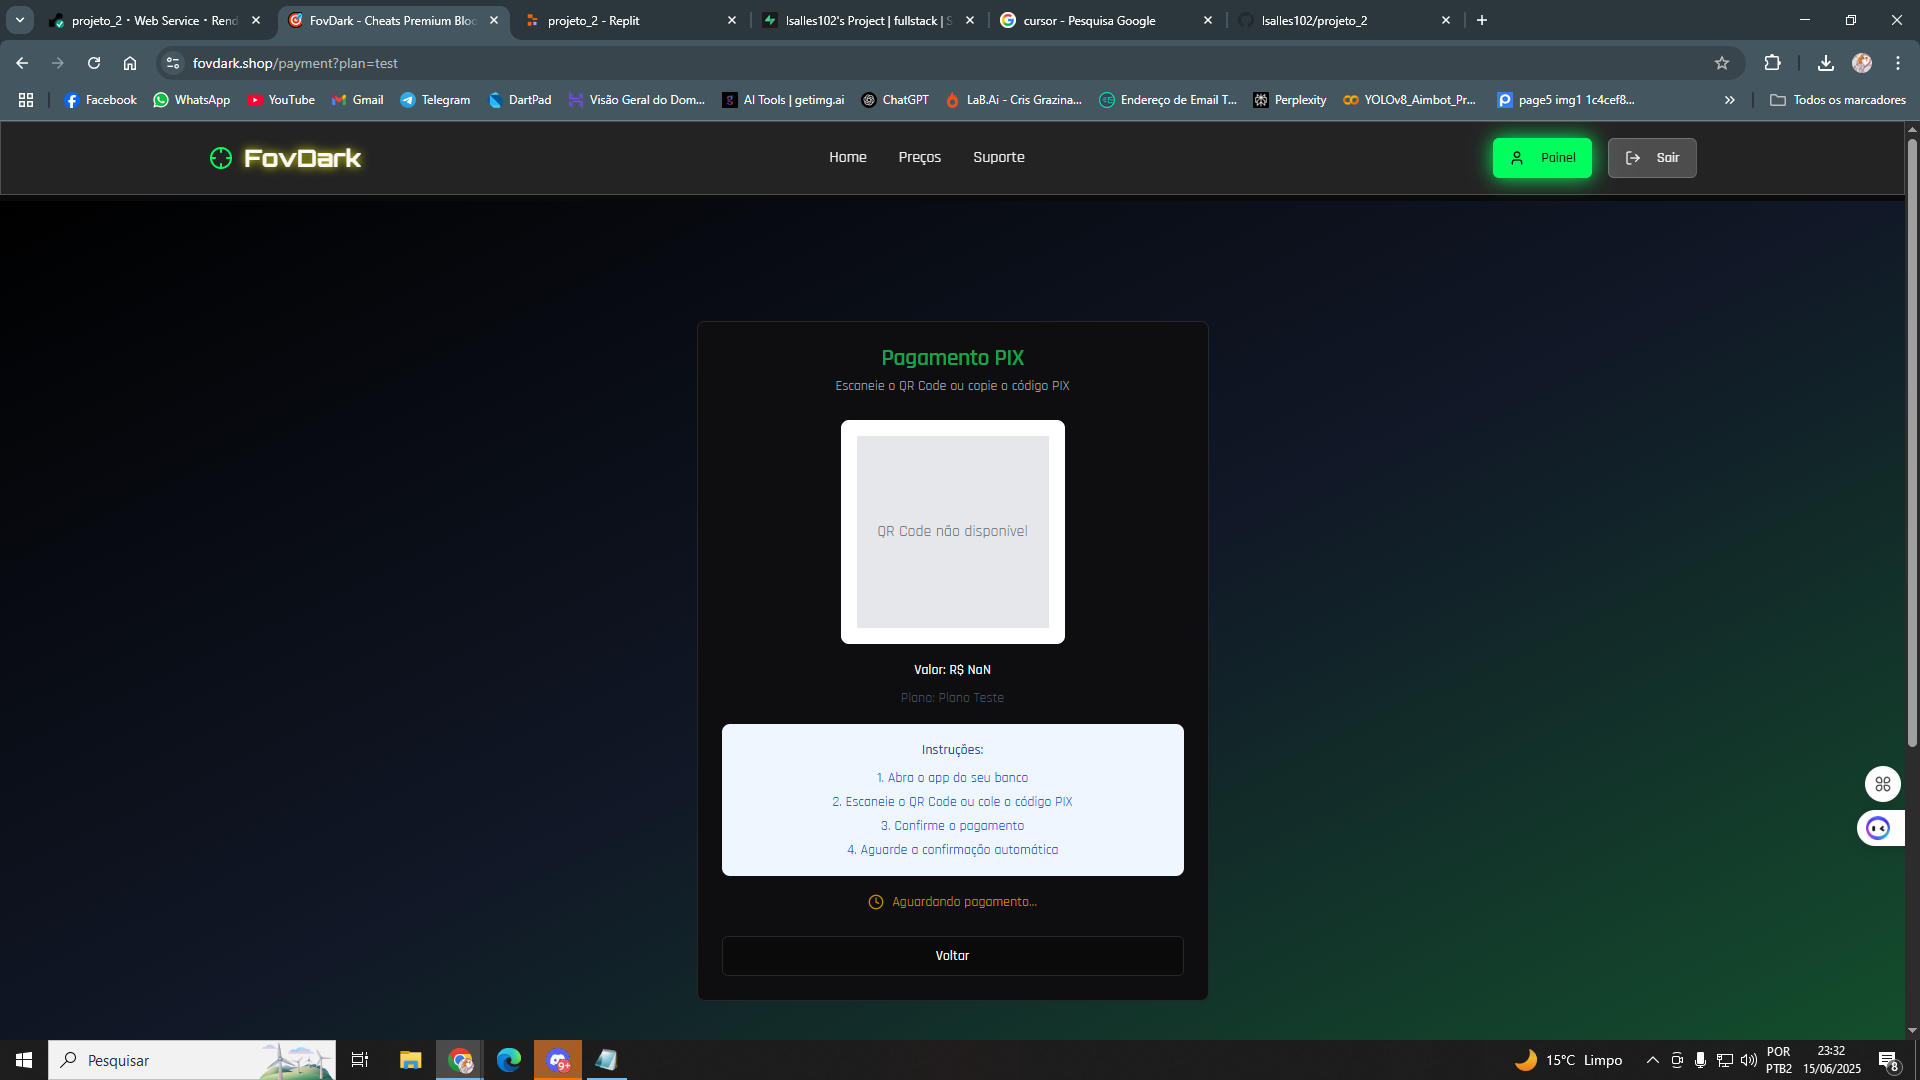 projeto_2 · Web Service · Rend
FovDark - Cheats Premium Bloo
projeto_2 - Replit
lsalles102's Project | fullstack | S
cursor - Pesquisa Google
lsalles102/projeto_2
fovdark.shop/payment?plan=test
Facebook
WhatsApp
YouTube
Gmail
Telegram
DartPad
Visão Geral do Dom...
AI Tools | getimg.ai
ChatGPT
LaB.Ai - Cris Grazina...
Endereço de Email T...
Perplexity
YOLOv8_Aimbot_Pr...
page5 img1 1c4cef8...
Todos os marcadores
FovDark
Home
Preços
Suporte
Painel
Sair
Pagamento PIX
Escaneie o QR Code ou copie o código PIX
QR Code não disponível
Valor: R$ NaN
Plano: Plano Teste
Instruções:
1. Abra o app do seu banco
2. Escaneie o QR Code ou cole o código PIX
3. Confirme o pagamento
4. Aguarde a confirmação automática
Aguardando pagamento...
Voltar
Pesquisar
9+
15°C Limpo
POR
PTB2
23:32
15/06/2025
8